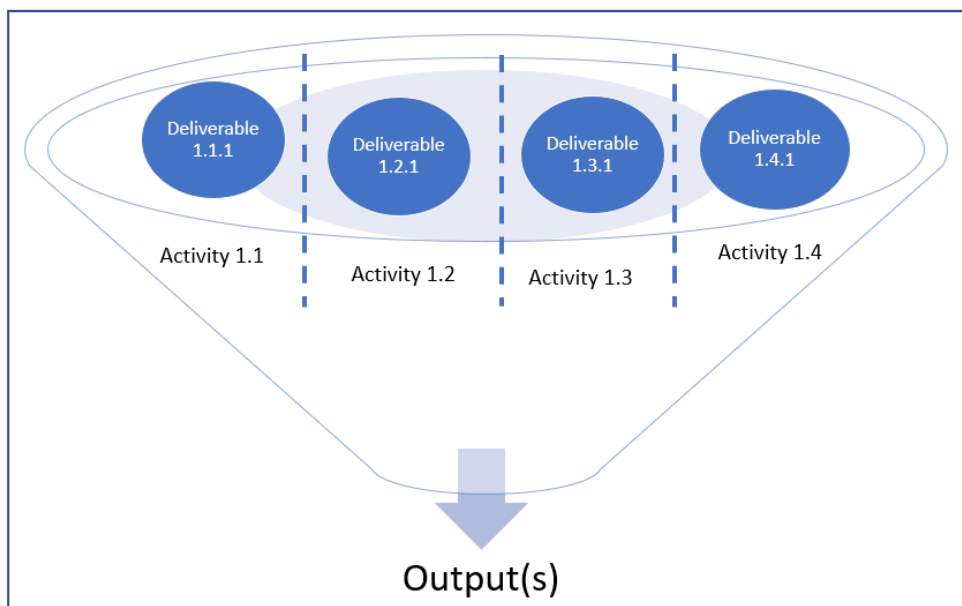 Deliverable
1.1.1
Deliverable
1.2.1
Deliverable
1.3.1
Deliverable
1.4.1
Activity 1.1
Activity 1.2
Activity 1.3
Activity 1.4
Output(s)